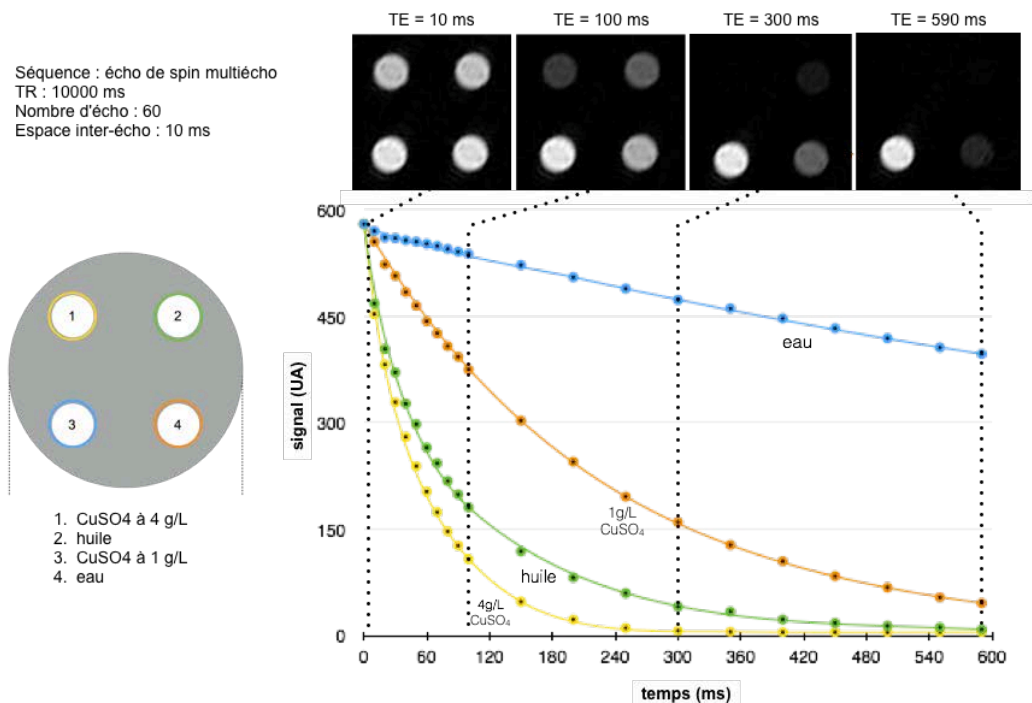 TE = 10 ms
TE = 100 ms
TE = 300 ms
TE = 590 ms
Séquence : écho de spin multiécho
TR : 10000 ms
Nombre d'écho : 60
Espace inter-écho : 10 ms
1
2
3
4
1. CuSO4 à 4 g/L
2. huile
3. CuSO4 à 1 g/L
4. eau
600
450
300
150
0
signal (UA)
eau
1g/L
CuSO₄
huile
4g/L
CuSO₄
0 60 120 180 240 300 360 420 480 540 600
temps (ms)